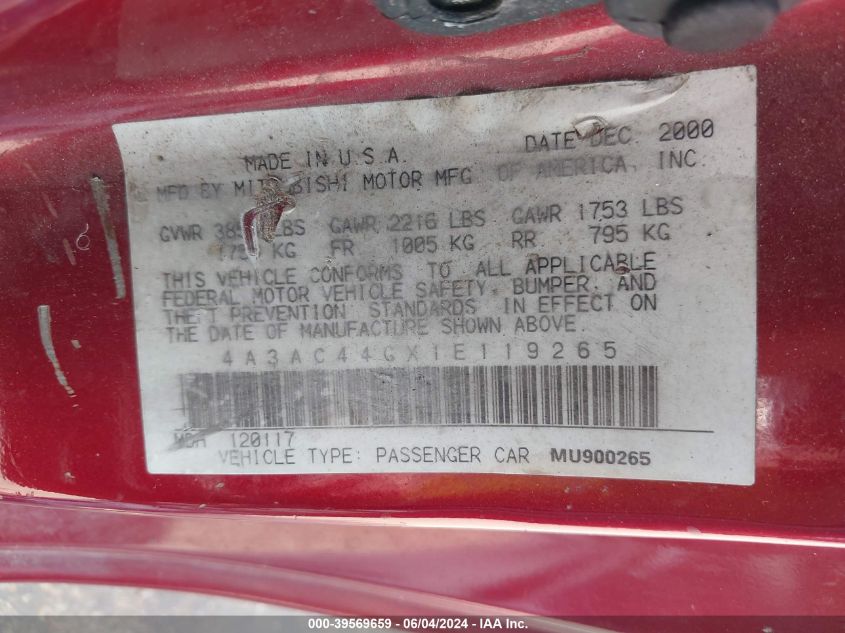 MADE IN U.S.A. DATE DEC 2000
MFD BY MOTOR MFG OF AMERICA, INC
GVWR LBS GAWR 2216 LBS GAWR 1753 LBS
KG FR 1005 KG RR 795 KG
THIS VEHICLE CONFORMS TO ALL APPLICABLE
FEDERAL MOTOR VEHICLE SAFETY, BUMPER, AND
THEFT PREVENTION STANDARDS IN EFFECT ON
THE DATE OF MANUFACTURE SHOWN ABOVE.
4A3AC44GX1E119265
120117
VEHICLE TYPE: PASSENGER CAR MU900265
000-39569659 - 06/04/2024 - IAAI.COM